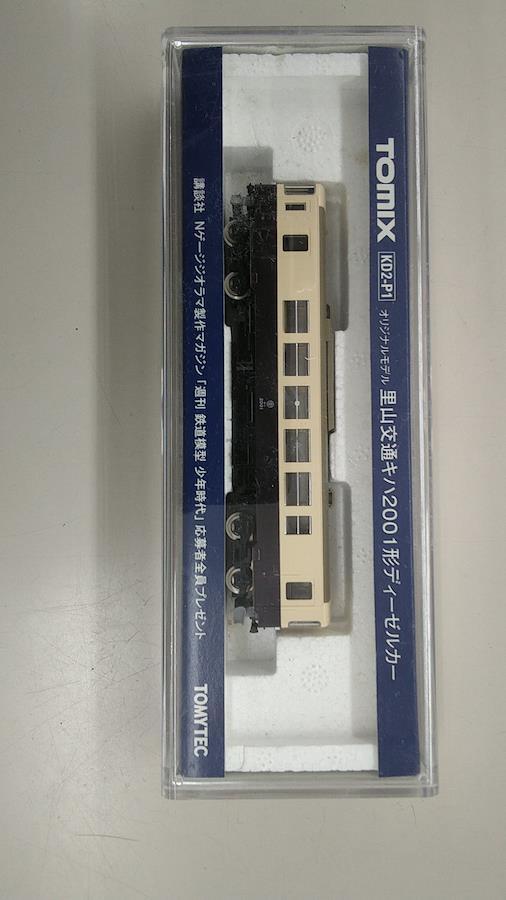 TOMIX KD2-P1 オリジナルモデル 里山交通キハ2001形ディーゼルカー
2001
講談社 Nゲージジオラマ製作マガジン「週刊 鉄道模型 少年時代」応募者全員プレゼント TOMYTEC